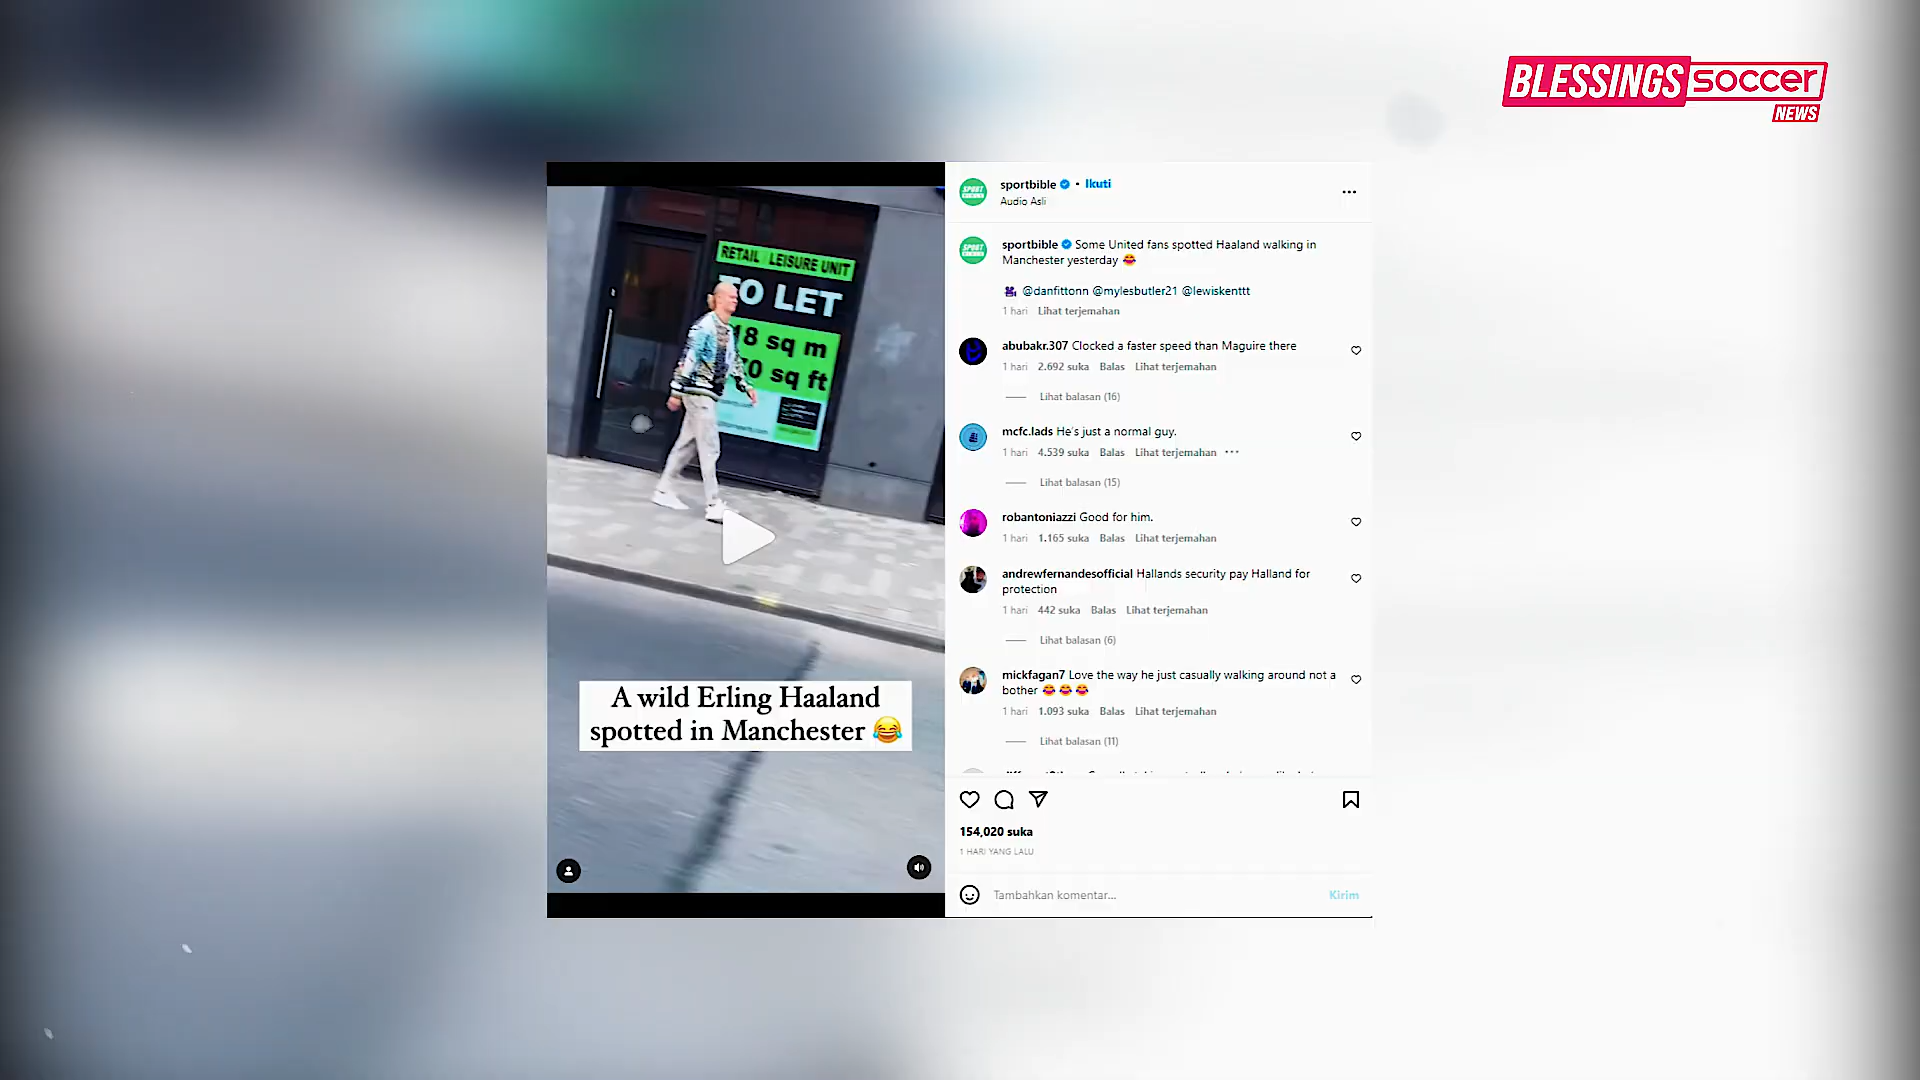 BLESSINGS soccer
NEWS
RETAIL LEISURE UNIT
TO LET
18 sq m
0 sq ft
A wild Erling Haaland
spotted in Manchester 😂
sportbible • Ikuti
Audio Asli
sportbible Some United fans spotted Haaland walking in
Manchester yesterday 😂
🎥 @danfittonn @mylesbutler21 @lewiskenttt
1 hari Lihat terjemahan
abubakr.307 Clocked a faster speed than Maguire there
1 hari 2.692 suka Balas Lihat terjemahan
Lihat balasan (16)
mcfc.lads He's just a normal guy.
1 hari 4.539 suka Balas Lihat terjemahan
Lihat balasan (15)
robantoniazzi Good for him.
1 hari 1.165 suka Balas Lihat terjemahan
andrewfernandesofficial Hallands security pay Halland for
protection
1 hari 442 suka Balas Lihat terjemahan
Lihat balasan (6)
mickfagan7 Love the way he just casually walking around not a
bother 😂😂😂
1 hari 1.093 suka Balas Lihat terjemahan
Lihat balasan (11)
154,020 suka
1 HARI YANG LALU
Tambahkan komentar...
Kirim